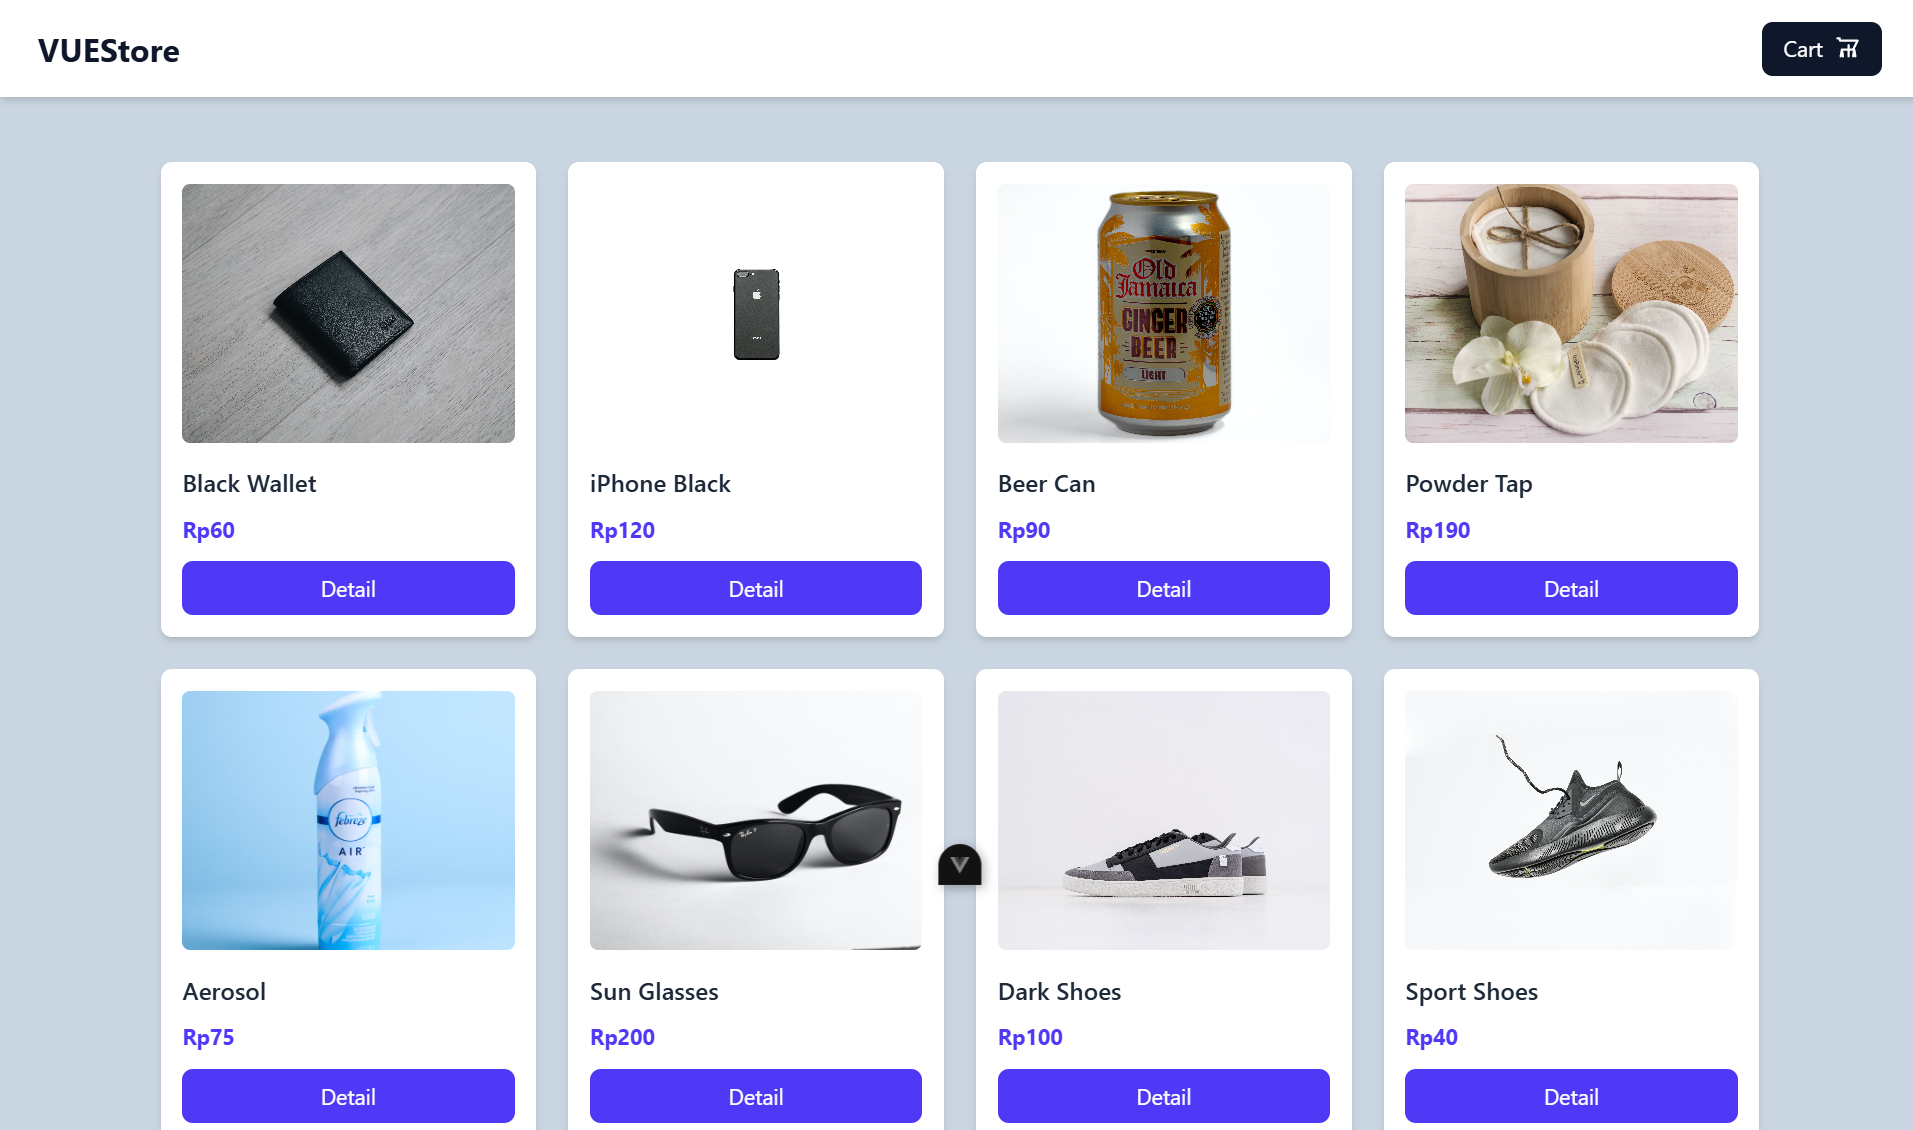 VUEStore
Cart
Old
Jamaica
GINGER
BEER
LIGHT
Black Wallet
iPhone Black
Beer Can
Powder Tap
Rp60
Rp120
Rp90
Rp190
Detail
Detail
Detail
Detail
febreze
AIR
Ray-Ban
Aerosol
Sun Glasses
Dark Shoes
Sport Shoes
Rp75
Rp200
Rp100
Rp40
Detail
Detail
Detail
Detail